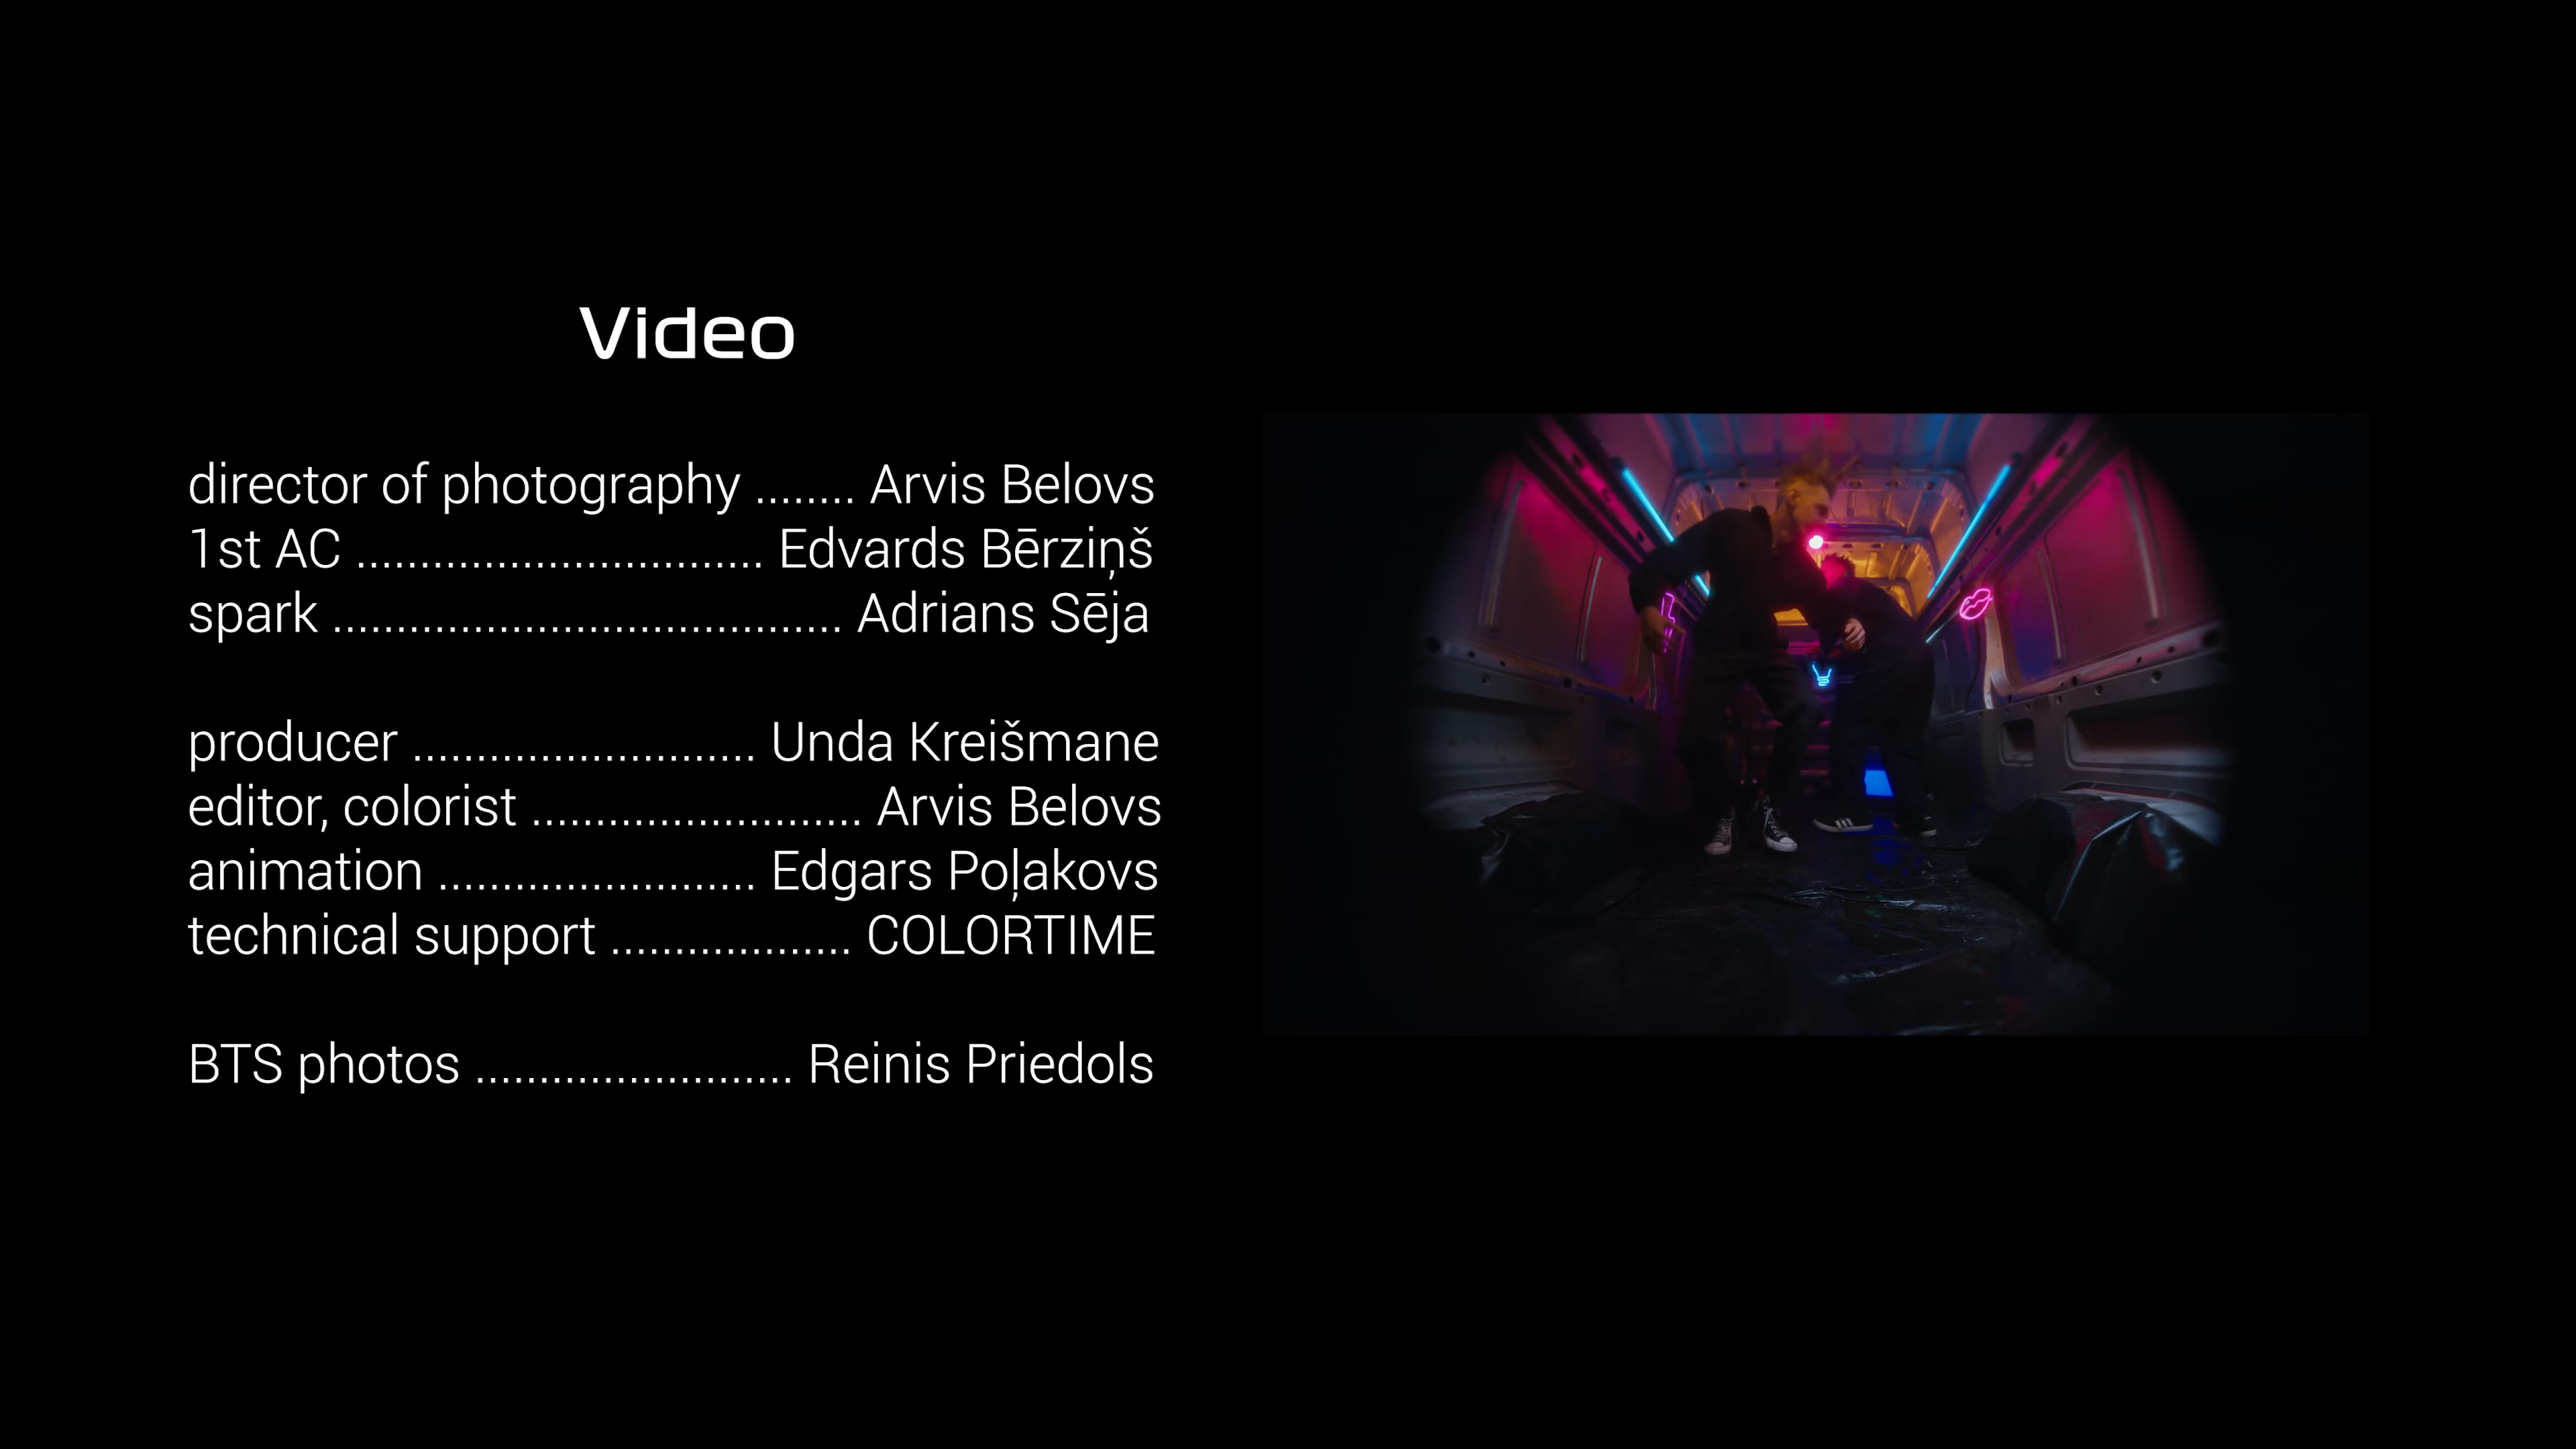 Video
director of photography ........ Arvis Belovs
1st AC ................................ Edvards Bērziņš
spark ........................................ Adrians Sēja
producer ........................... Unda Kreišmane
editor, colorist .......................... Arvis Belovs
animation ......................... Edgars Poļakovs
technical support ................... COLORTIME
BTS photos ......................... Reinis Priedols